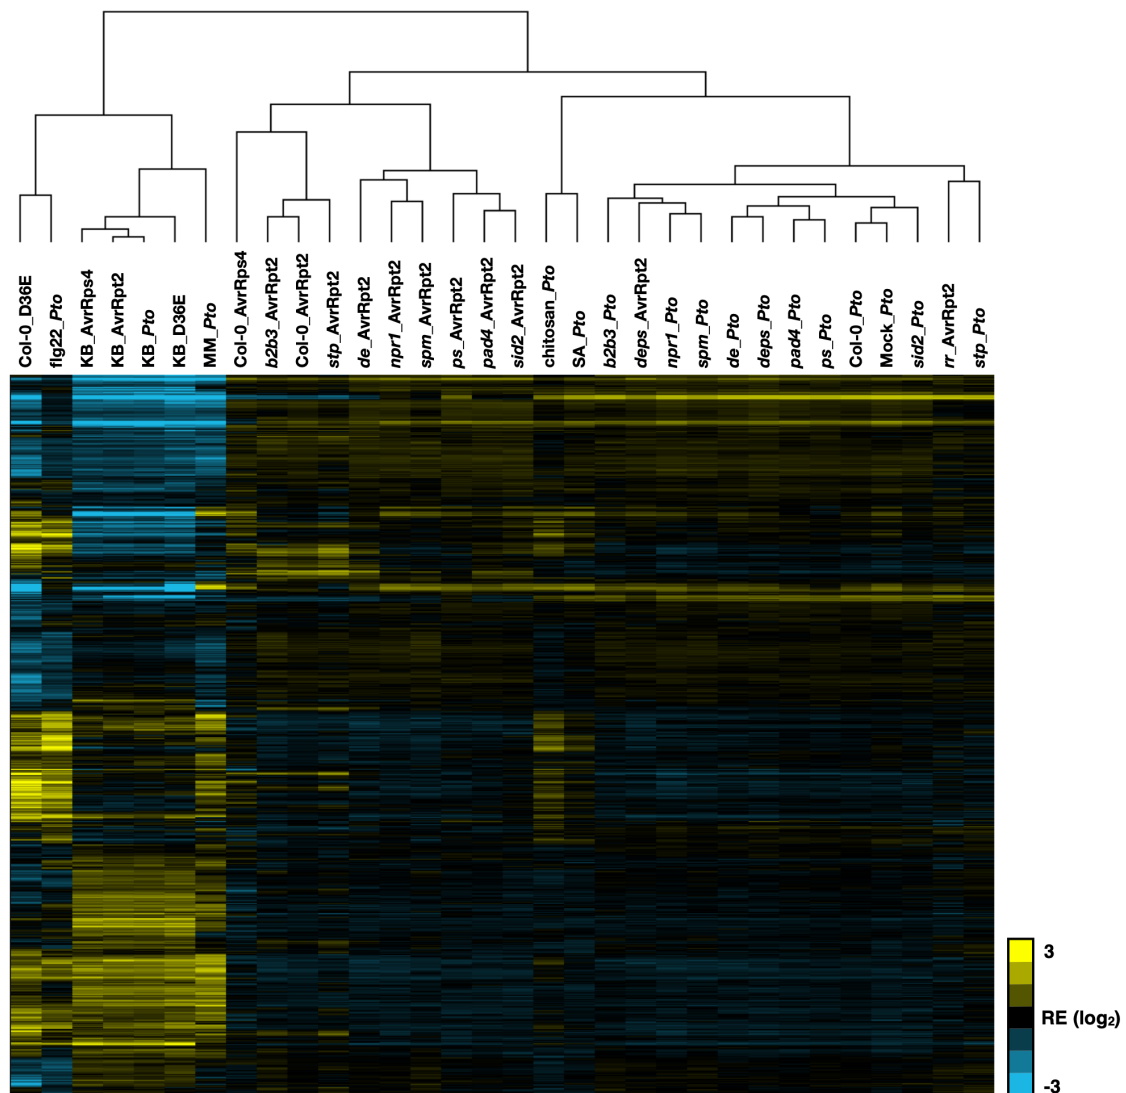 Col-0_D36E
flg22_Pto
KB_AvrRps4
KB_AvrRpt2
KB_Pto
KB_D36E
MM_Pto
Col-0_AvrRps4
b2b3_AvrRpt2
Col-0_AvrRpt2
stp_AvrRpt2
de_AvrRpt2
npr1_AvrRpt2
spm_AvrRpt2
ps_AvrRpt2
pad4_AvrRpt2
sid2_AvrRpt2
chitosan_Pto
SA_Pto
b2b3_Pto
deps_AvrRpt2
npr1_Pto
spm_Pto
de_Pto
deps_Pto
pad4_Pto
ps_Pto
Col-0_Pto
Mock_Pto
sid2_Pto
rr_AvrRpt2
stp_Pto
3
RE (log₂)
-3